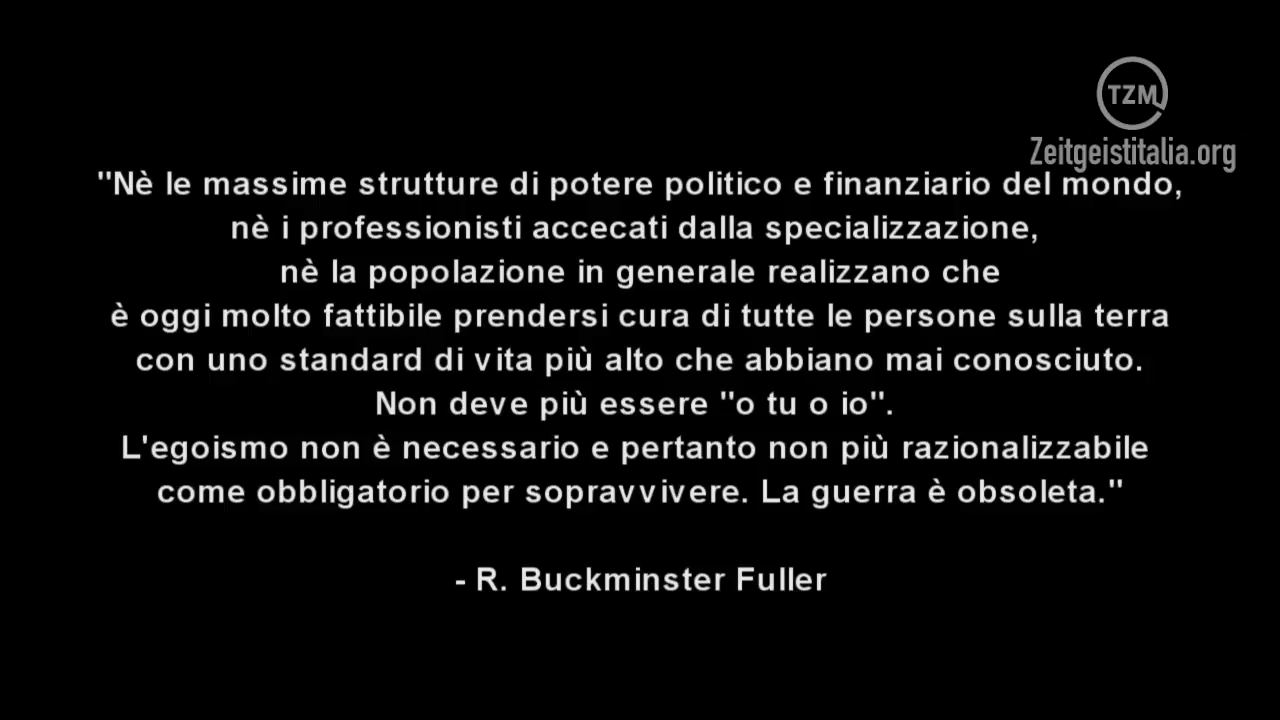 TZM
Zeitgeistitalia.org
"Nè le massime strutture di potere politico e finanziario del mondo,
nè i professionisti accecati dalla specializzazione,
nè la popolazione in generale realizzano che
è oggi molto fattibile prendersi cura di tutte le persone sulla terra
con uno standard di vita più alto che abbiano mai conosciuto.
Non deve più essere "o tu o io".
L'egoismo non è necessario e pertanto non più razionalizzabile
come obbligatorio per sopravvivere. La guerra è obsoleta."
- R. Buckminster Fuller